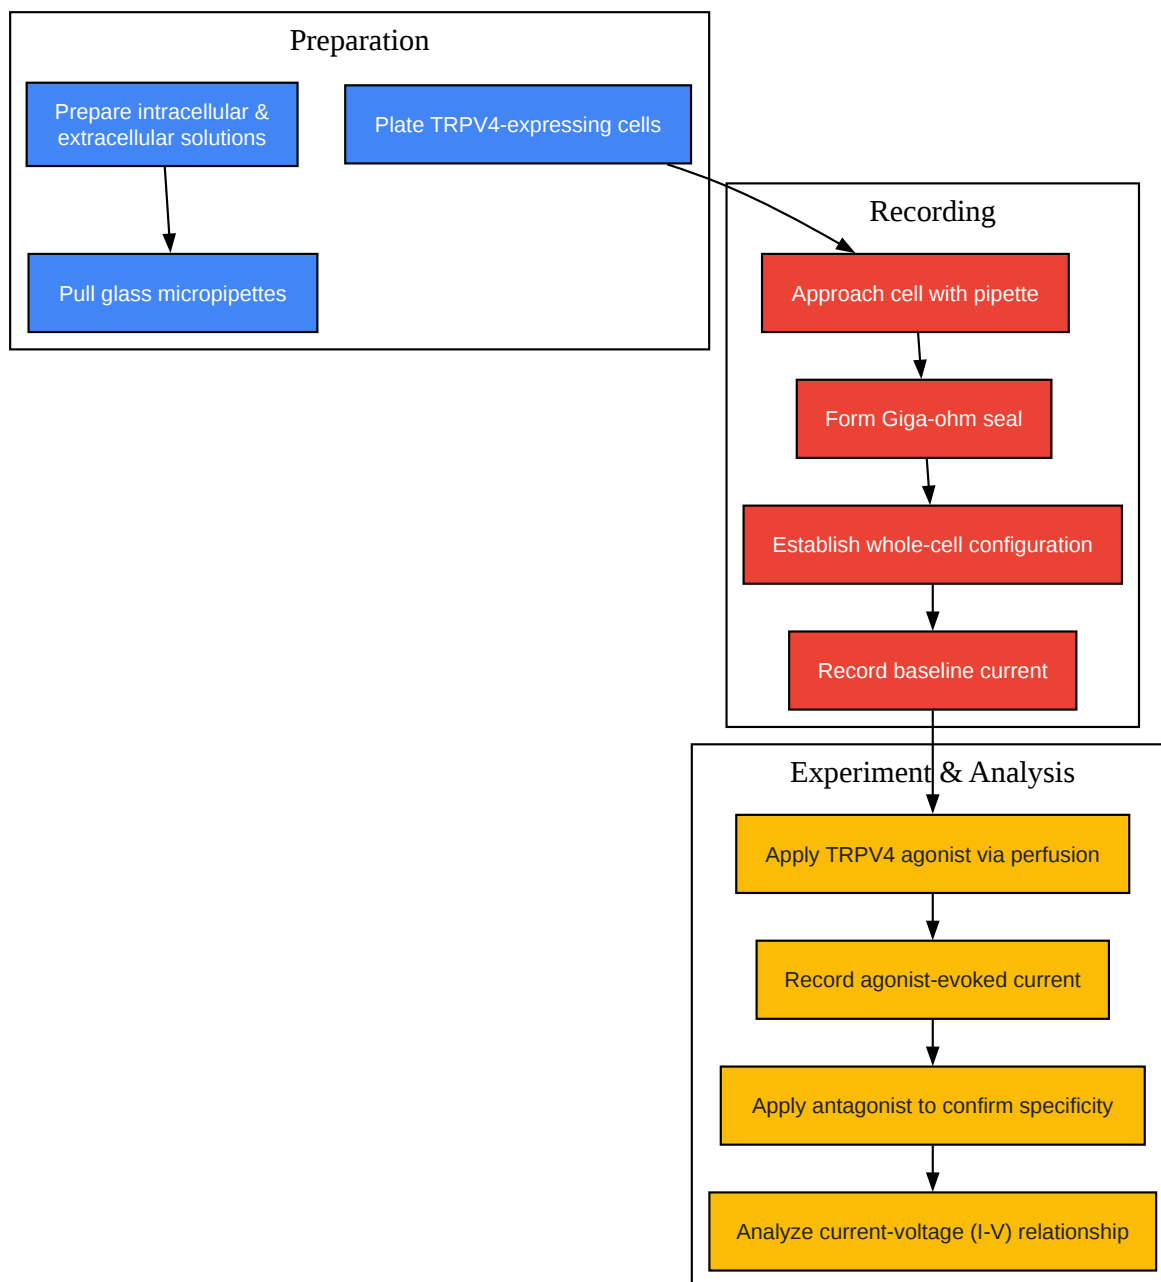 Preparation
Prepare intracellular &
extracellular solutions
Plate TRPV4-expressing cells
Pull glass micropipettes
Recording
Approach cell with pipette
Form Giga-ohm seal
Establish whole-cell configuration
Record baseline current
Experiment & Analysis
Apply TRPV4 agonist via perfusion
Record agonist-evoked current
Apply antagonist to confirm specificity
Analyze current-voltage (I-V) relationship